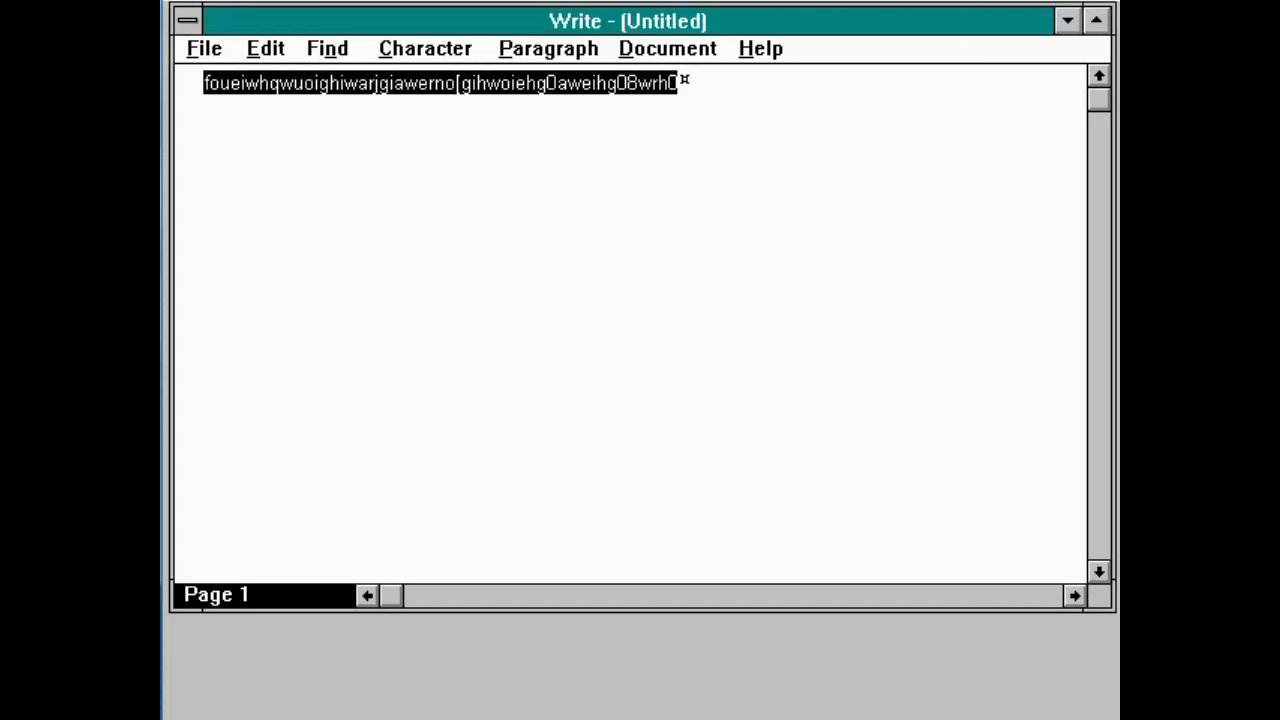 Write - (Untitled)
File Edit Find Character Paragraph Document Help
foueiwhqwuoighiwarjgiawerno[gihwoiehg0aweihg08wrh0¤
Page 1